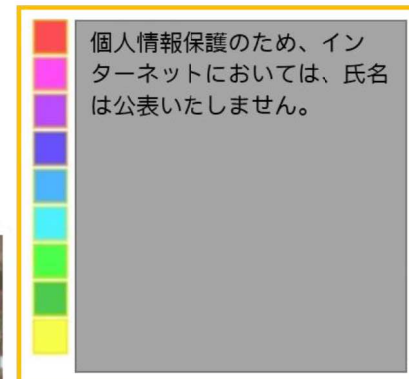 個人情報保護のため、イン
ターネットにおいては、氏名
は公表いたしません。